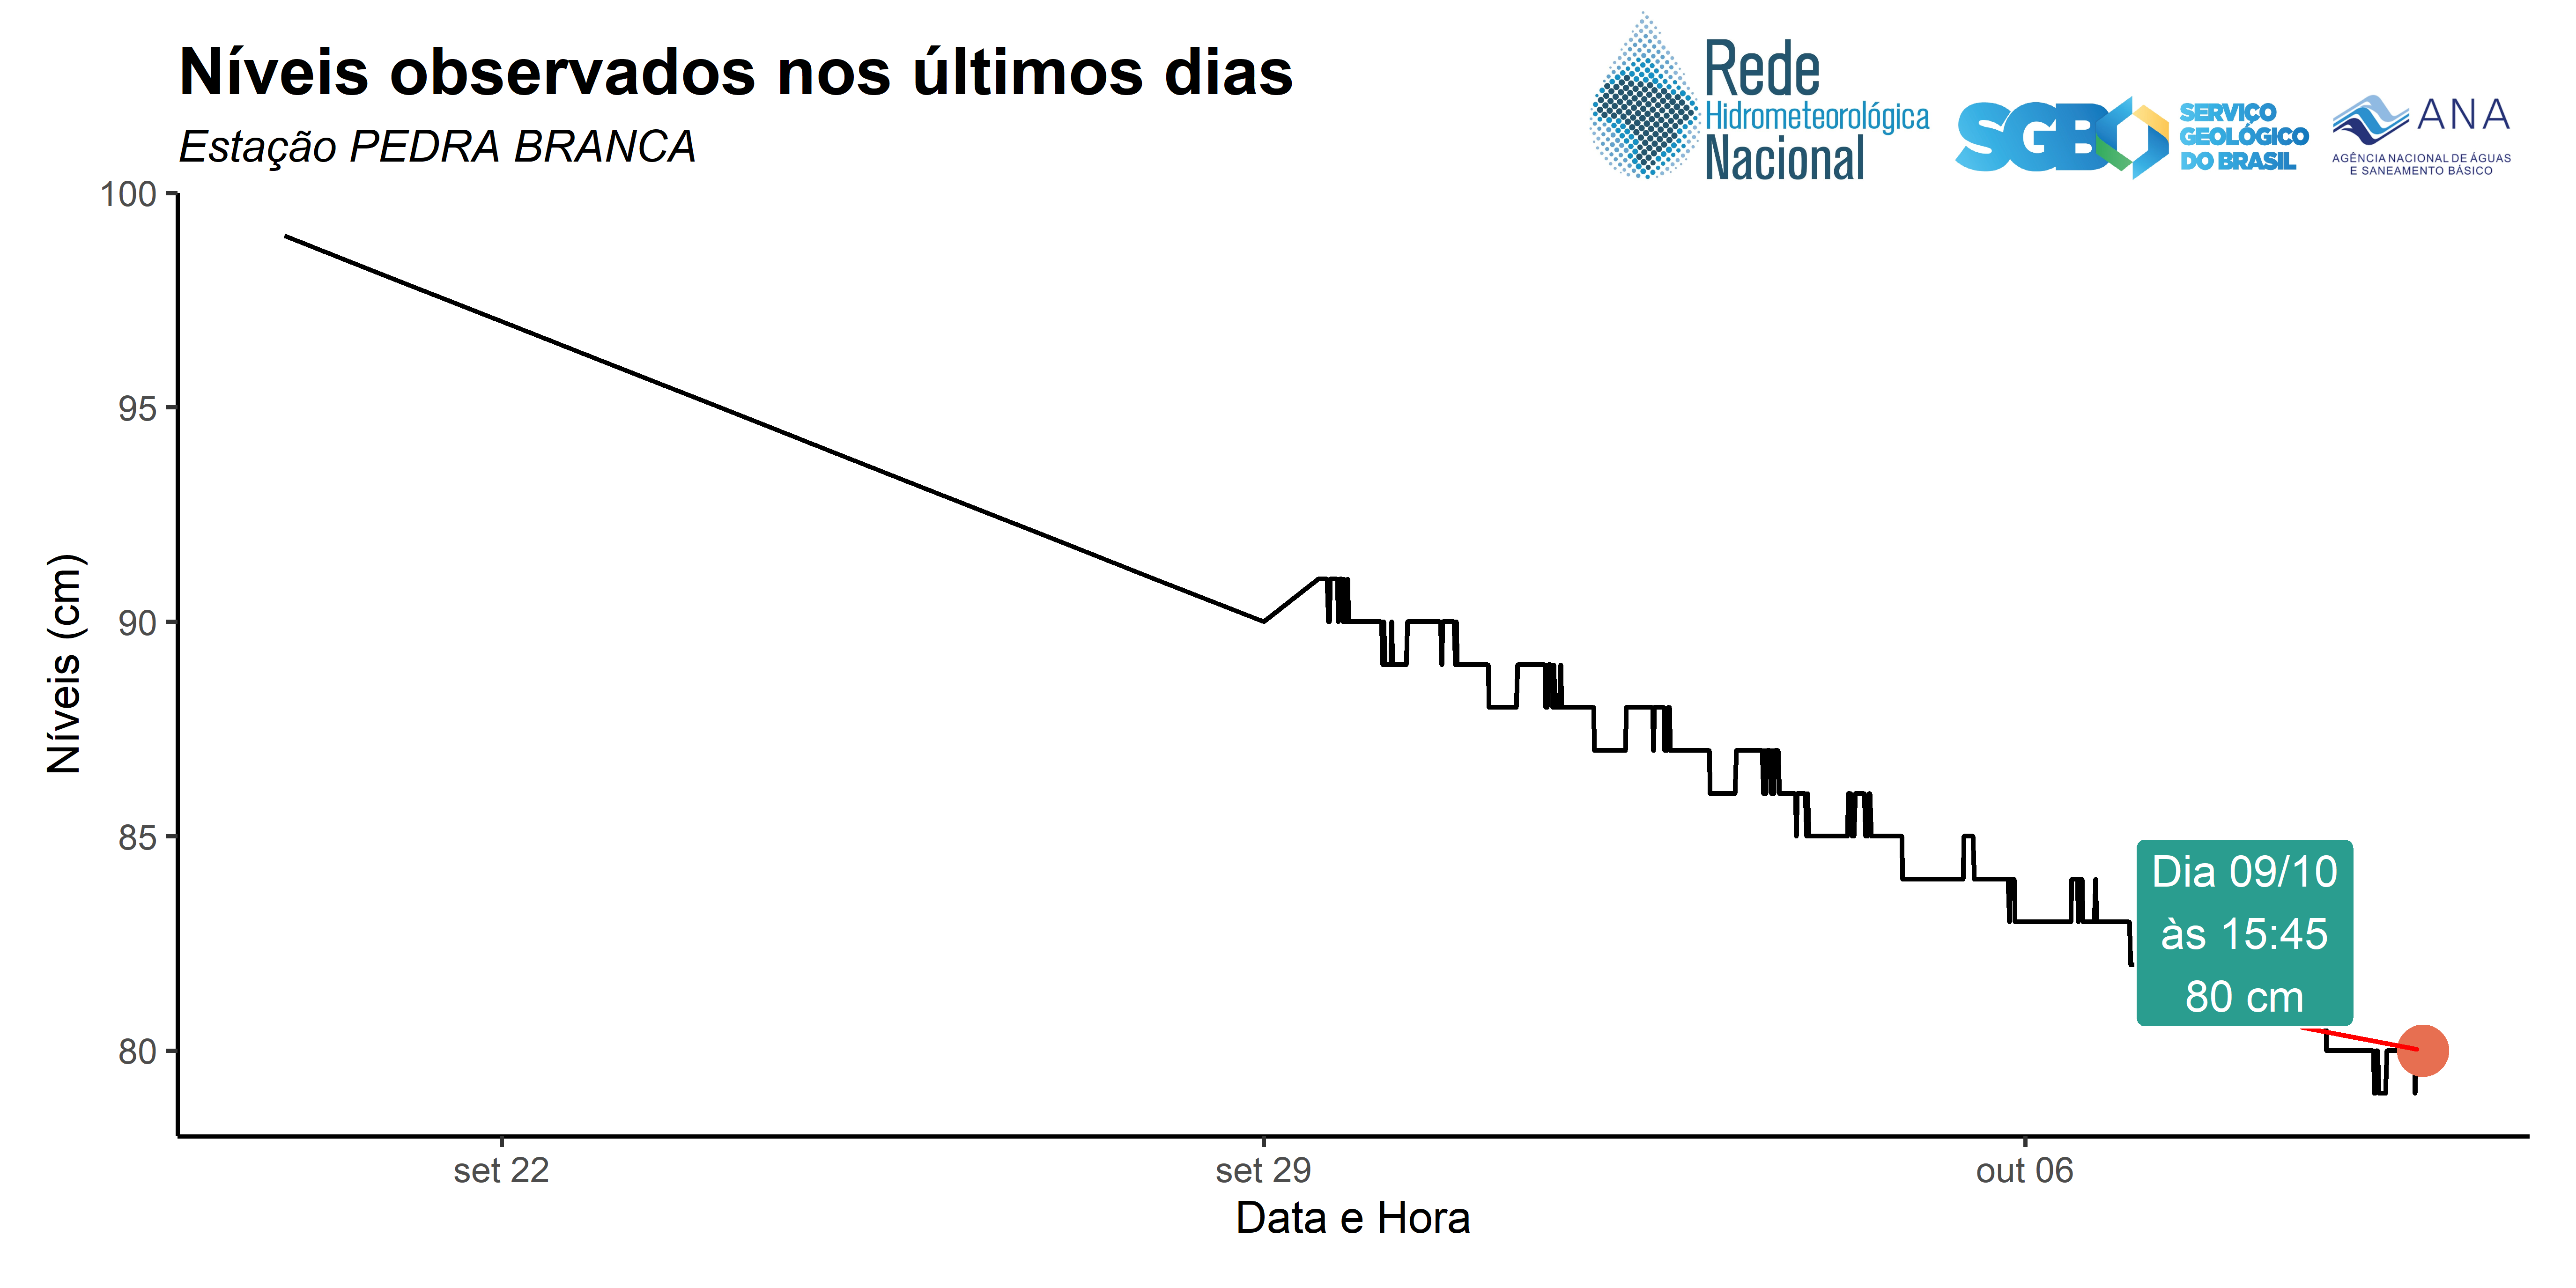 Níveis observados nos últimos dias
Estação PEDRA BRANCA
Rede
Hidrometeorológica
Nacional
SGB
SERVIÇO
GEOLÓGICO
DO BRASIL
ANA
AGÊNCIA NACIONAL DE ÁGUAS
E SANEAMENTO BÁSICO
Níveis (cm)
100
95
90
85
80
Dia 09/10
às 15:45
80 cm
set 22
set 29
out 06
Data e Hora